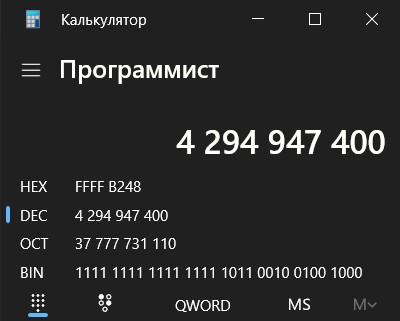 Калькулятор
Программист
4 294 947 400
HEX FFFF B248
DEC 4 294 947 400
OCT 37 777 731 110
BIN 1111 1111 1111 1111 1011 0010 0100 1000
QWORD MS M